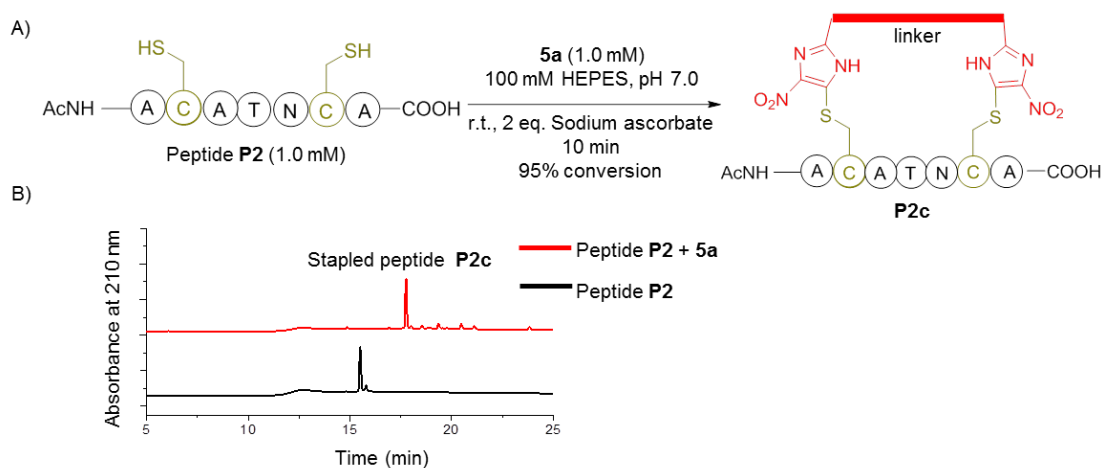 A)
HS
SH
AcNH
A C A T N C A
COOH
Peptide P2 (1.0 mM)
5a (1.0 mM)
100 mM HEPES, pH 7.0
r.t., 2 eq. Sodium ascorbate
10 min
95% conversion
linker
N
NH
NH
N
NO₂
S
S
NO₂
AcNH
A C A T N C A
COOH
P2c
B)
Absorbance at 210 nm
Stapled peptide P2c
Peptide P2 + 5a
Peptide P2
5 10 15 20 25
Time (min)